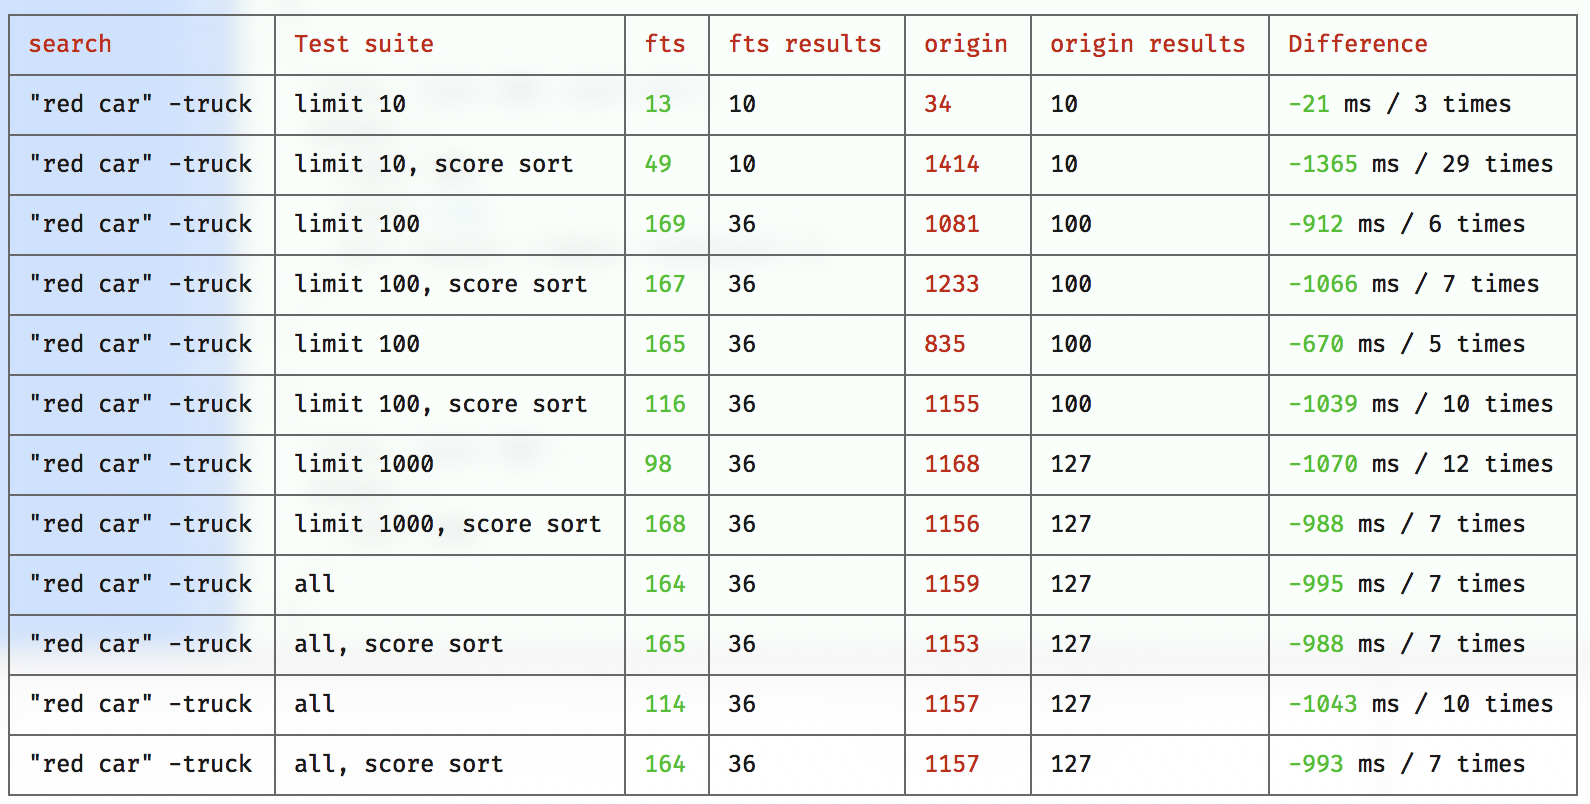 search Test suite fts fts results origin origin results Difference
"red car" -truck limit 10 13 10 34 10 -21 ms / 3 times
"red car" -truck limit 10, score sort 49 10 1414 10 -1365 ms / 29 times
"red car" -truck limit 100 169 36 1081 100 -912 ms / 6 times
"red car" -truck limit 100, score sort 167 36 1233 100 -1066 ms / 7 times
"red car" -truck limit 100 165 36 835 100 -670 ms / 5 times
"red car" -truck limit 100, score sort 116 36 1155 100 -1039 ms / 10 times
"red car" -truck limit 1000 98 36 1168 127 -1070 ms / 12 times
"red car" -truck limit 1000, score sort 168 36 1156 127 -988 ms / 7 times
"red car" -truck all 164 36 1159 127 -995 ms / 7 times
"red car" -truck all, score sort 165 36 1153 127 -988 ms / 7 times
"red car" -truck all 114 36 1157 127 -1043 ms / 10 times
"red car" -truck all, score sort 164 36 1157 127 -993 ms / 7 times